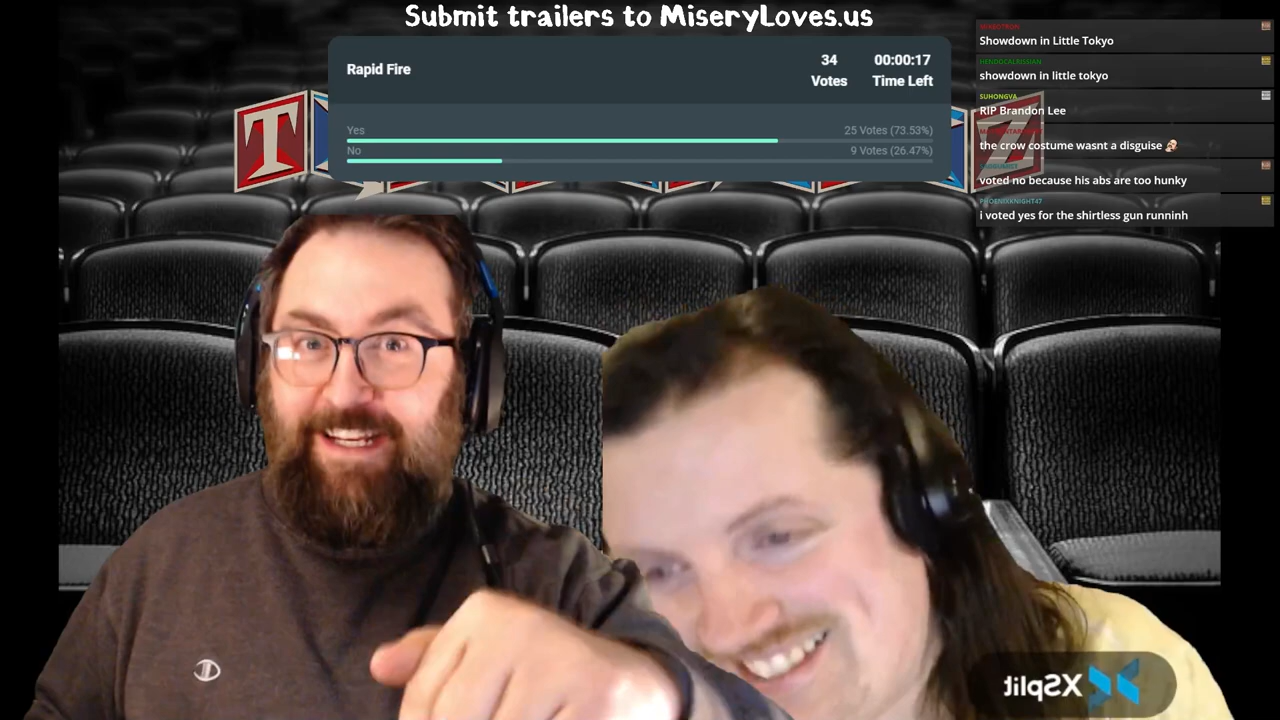 Submit trailers to MiseryLoves.us
Rapid Fire
34
Votes
00:00:17
Time Left
Yes
25 Votes (73.53%)
No
9 Votes (26.47%)
T
Z
Showdown in Little Tokyo
showdown in little tokyo
SUHONGVA
RIP Brandon Lee
the crow costume wasnt a disguise
voted no because his abs are too hunky
PHOENIXKNIGHT47
i voted yes for the shirtless gun runninh
XSplit